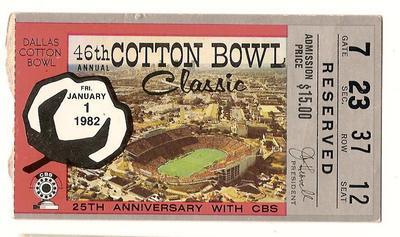 DALLAS
COTTON BOWL
46th COTTON BOWL
ANNUAL
Classic
FRI.
JANUARY
1
1982
CBS
25TH ANNIVERSARY WITH CBS
ADMISSION
PRICE
$15.00
RESERVED
PRESIDENT
GATE 7
SEC. 23
ROW 37
SEAT 12